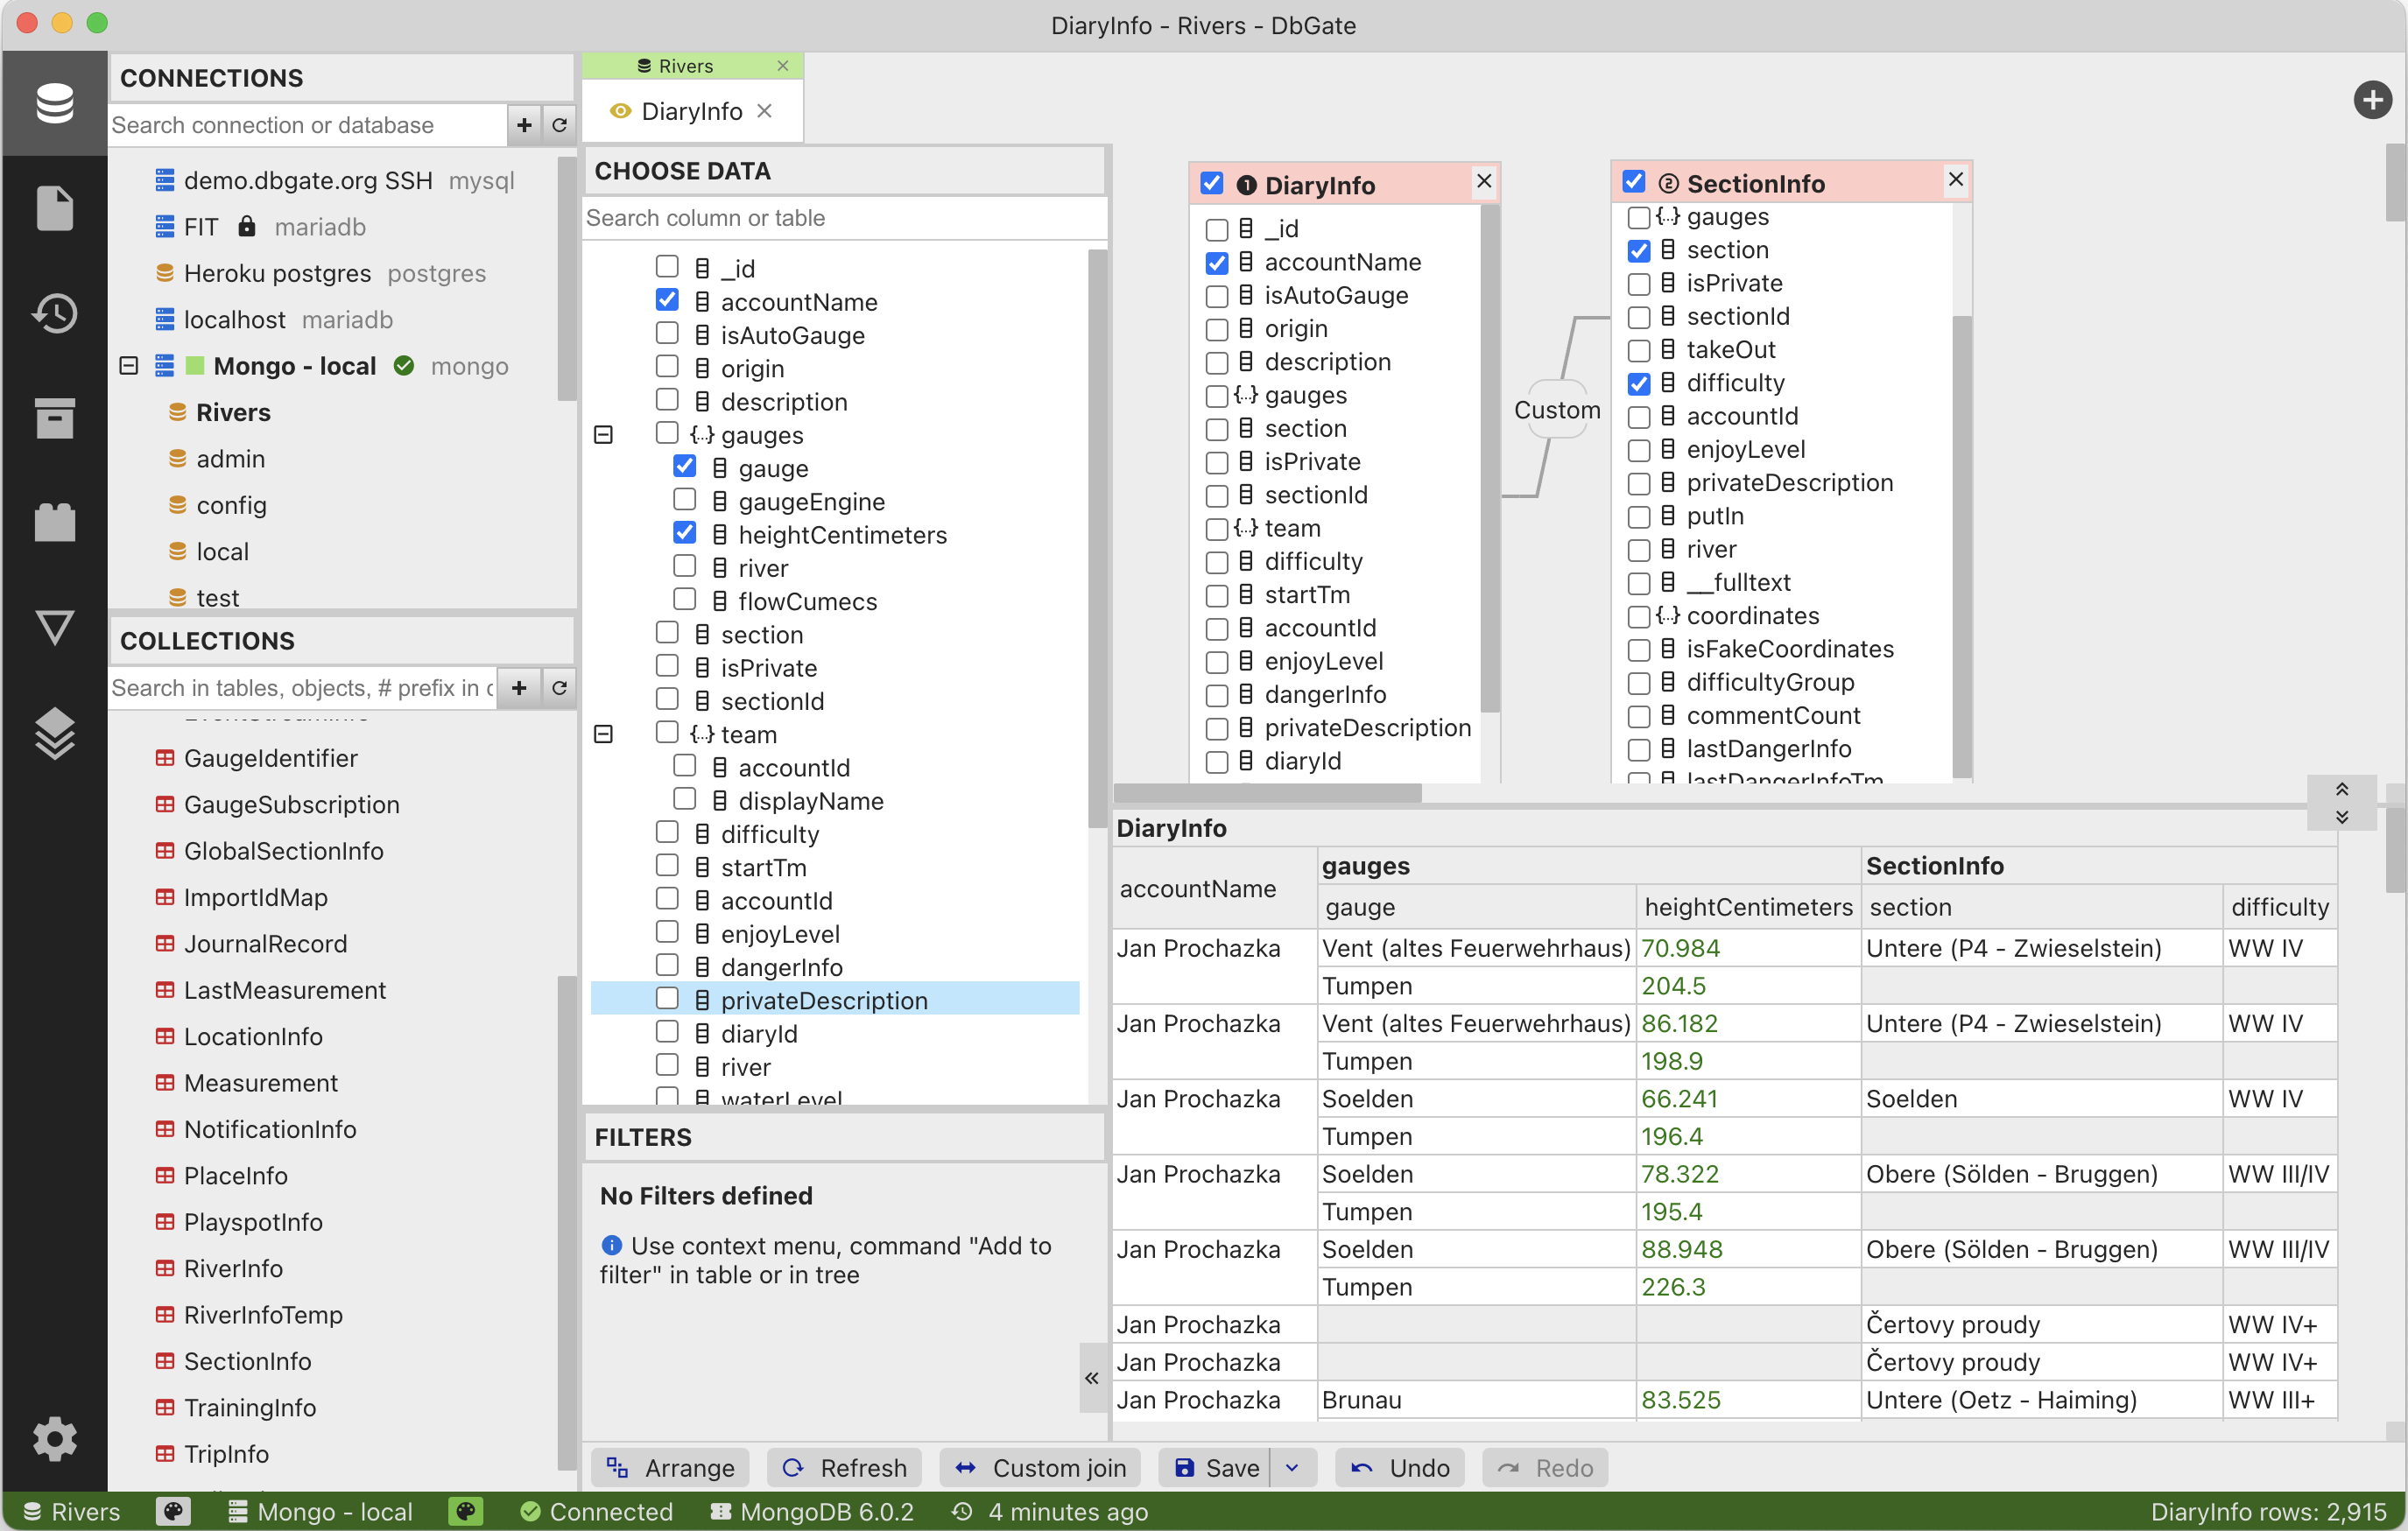 DiaryInfo - Rivers - DbGate
CONNECTIONS
Search connection or database
demo.dbgate.org SSH mysql
FIT mariadb
Heroku postgres postgres
localhost mariadb
Mongo - local mongo
Rivers
admin
config
local
test
COLLECTIONS
Search in tables, objects, # prefix in c
GaugeIdentifier
GaugeSubscription
GlobalSectionInfo
ImportIdMap
JournalRecord
LastMeasurement
LocationInfo
Measurement
NotificationInfo
PlaceInfo
PlayspotInfo
RiverInfo
RiverInfoTemp
SectionInfo
TrainingInfo
TripInfo
Rivers
DiaryInfo
CHOOSE DATA
Search column or table
_id
accountName
isAutoGauge
origin
description
{..} gauges
gauge
gaugeEngine
heightCentimeters
river
flowCumecs
section
isPrivate
sectionId
{..} team
accountId
displayName
difficulty
startTm
accountId
enjoyLevel
dangerInfo
privateDescription
diaryId
river
waterLevel
FILTERS
No Filters defined
Use context menu, command "Add to
filter" in table or in tree
1 DiaryInfo
_id
accountName
isAutoGauge
origin
description
{..} gauges
section
isPrivate
sectionId
{..} team
difficulty
startTm
accountId
enjoyLevel
dangerInfo
privateDescription
diaryId
Custom
2 SectionInfo
{..} gauges
section
isPrivate
sectionId
takeOut
difficulty
accountId
enjoyLevel
privateDescription
putIn
river
__fulltext
{..} coordinates
isFakeCoordinates
difficultyGroup
commentCount
lastDangerInfo
lastDangerInfoTm
DiaryInfo
accountName gauges SectionInfo
gauge heightCentimeters section difficulty
Jan Prochazka Vent (altes Feuerwehrhaus) 70.984 Untere (P4 - Zwieselstein) WW IV
Tumpen 204.5
Jan Prochazka Vent (altes Feuerwehrhaus) 86.182 Untere (P4 - Zwieselstein) WW IV
Tumpen 198.9
Jan Prochazka Soelden 66.241 Soelden WW IV
Tumpen 196.4
Jan Prochazka Soelden 78.322 Obere (Sölden - Bruggen) WW III/IV
Tumpen 195.4
Jan Prochazka Soelden 88.948 Obere (Sölden - Bruggen) WW III/IV
Tumpen 226.3
Jan Prochazka Čertovy proudy WW IV+
Jan Prochazka Čertovy proudy WW IV+
Jan Prochazka Brunau 83.525 Untere (Oetz - Haiming) WW III+
Arrange Refresh Custom join Save Undo Redo
Rivers Mongo - local Connected MongoDB 6.0.2 4 minutes ago DiaryInfo rows: 2,915